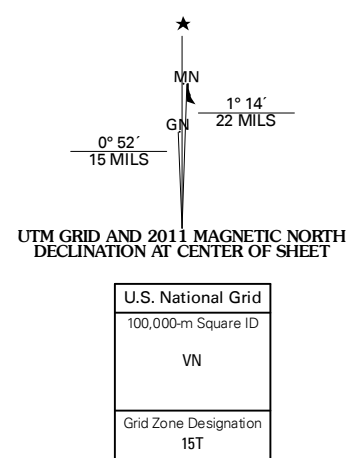 ★
MN
1° 14´
22 MILS
GN
0° 52´
15 MILS
UTM GRID AND 2011 MAGNETIC NORTH
DECLINATION AT CENTER OF SHEET
U.S. National Grid
100,000-m Square ID
VN
Grid Zone Designation
15T